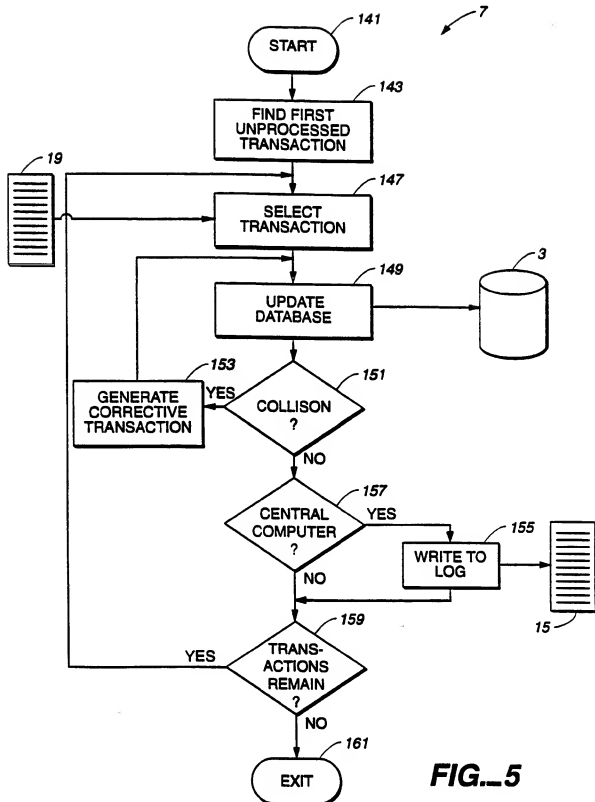 141
7
START
143
FIND FIRST
UNPROCESSED
TRANSACTION
19
147
SELECT
TRANSACTION
149
UPDATE
DATABASE
3
153
GENERATE
CORRECTIVE
TRANSACTION
YES
151
COLLISON
?
NO
157
CENTRAL
COMPUTER
?
YES
155
WRITE TO
LOG
15
NO
159
YES
TRANS-
ACTIONS
REMAIN
?
NO
161
EXIT
FIG._5